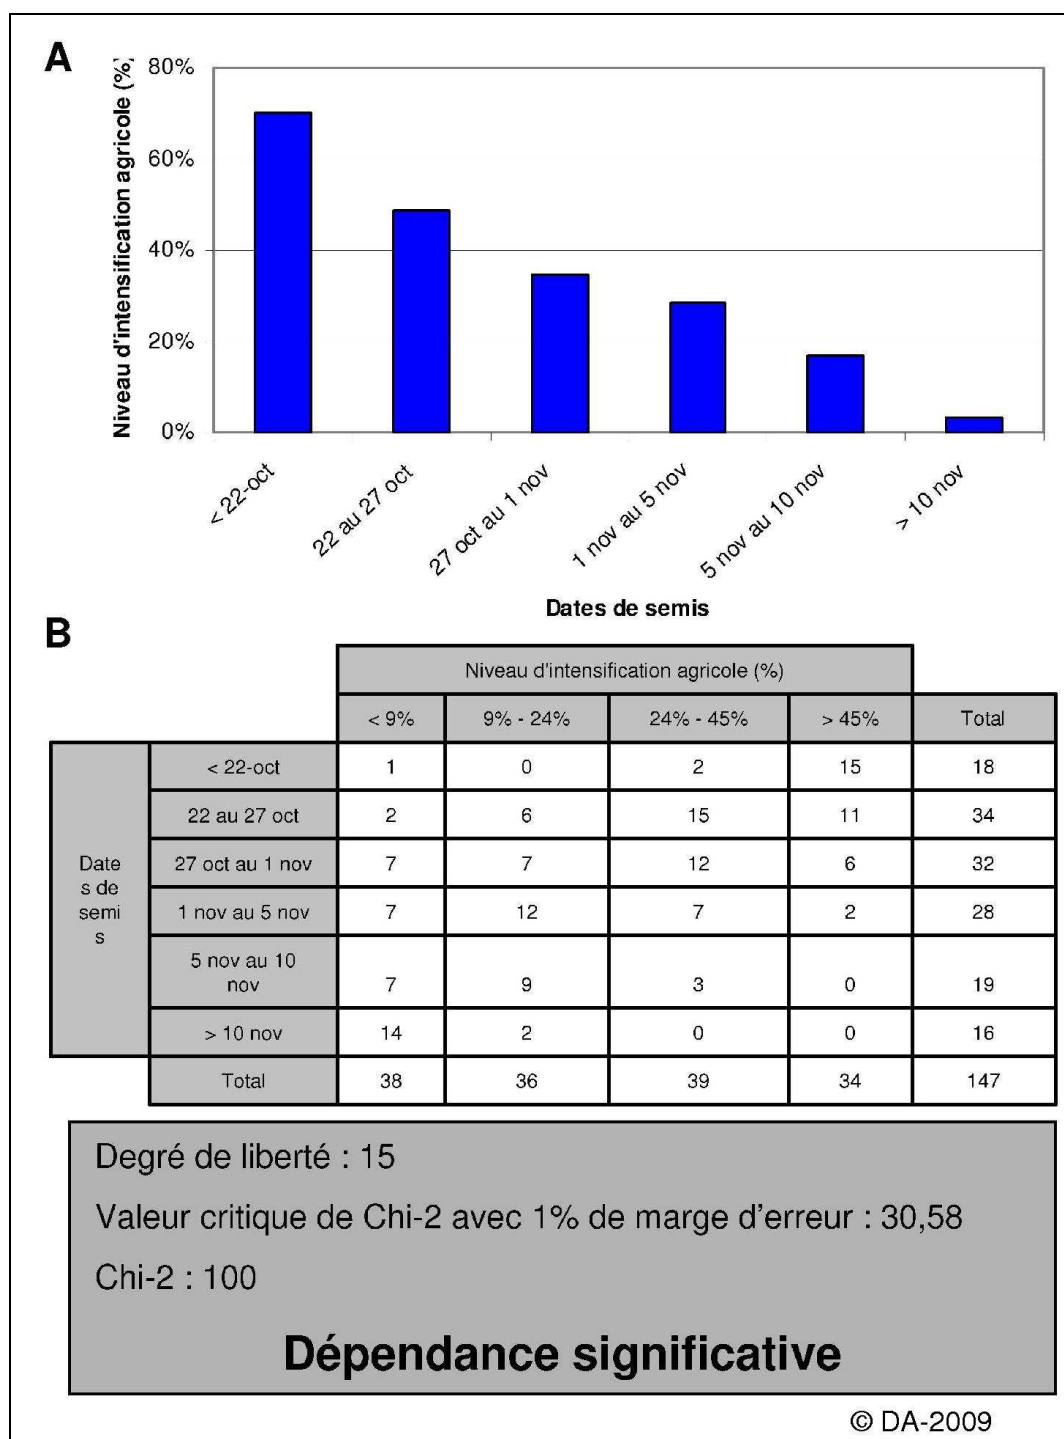 A
Niveau d'intensification agricole (%)
80%
60%
40%
20%
0%
< 22-oct
22 au 27 oct
27 oct au 1 nov
1 nov au 5 nov
5 nov au 10 nov
> 10 nov
Dates de semis
B
Niveau d'intensification agricole (%)
< 9% 9% - 24% 24% - 45% > 45% Total
Date
s de
semi
s
< 22-oct 1 0 2 15 18
22 au 27 oct 2 6 15 11 34
27 oct au 1 nov 7 7 12 6 32
1 nov au 5 nov 7 12 7 2 28
5 nov au 10
nov 7 9 3 0 19
> 10 nov 14 2 0 0 16
Total 38 36 39 34 147
Degré de liberté : 15
Valeur critique de Chi-2 avec 1% de marge d'erreur : 30,58
Chi-2 : 100
Dépendance significative
© DA-2009